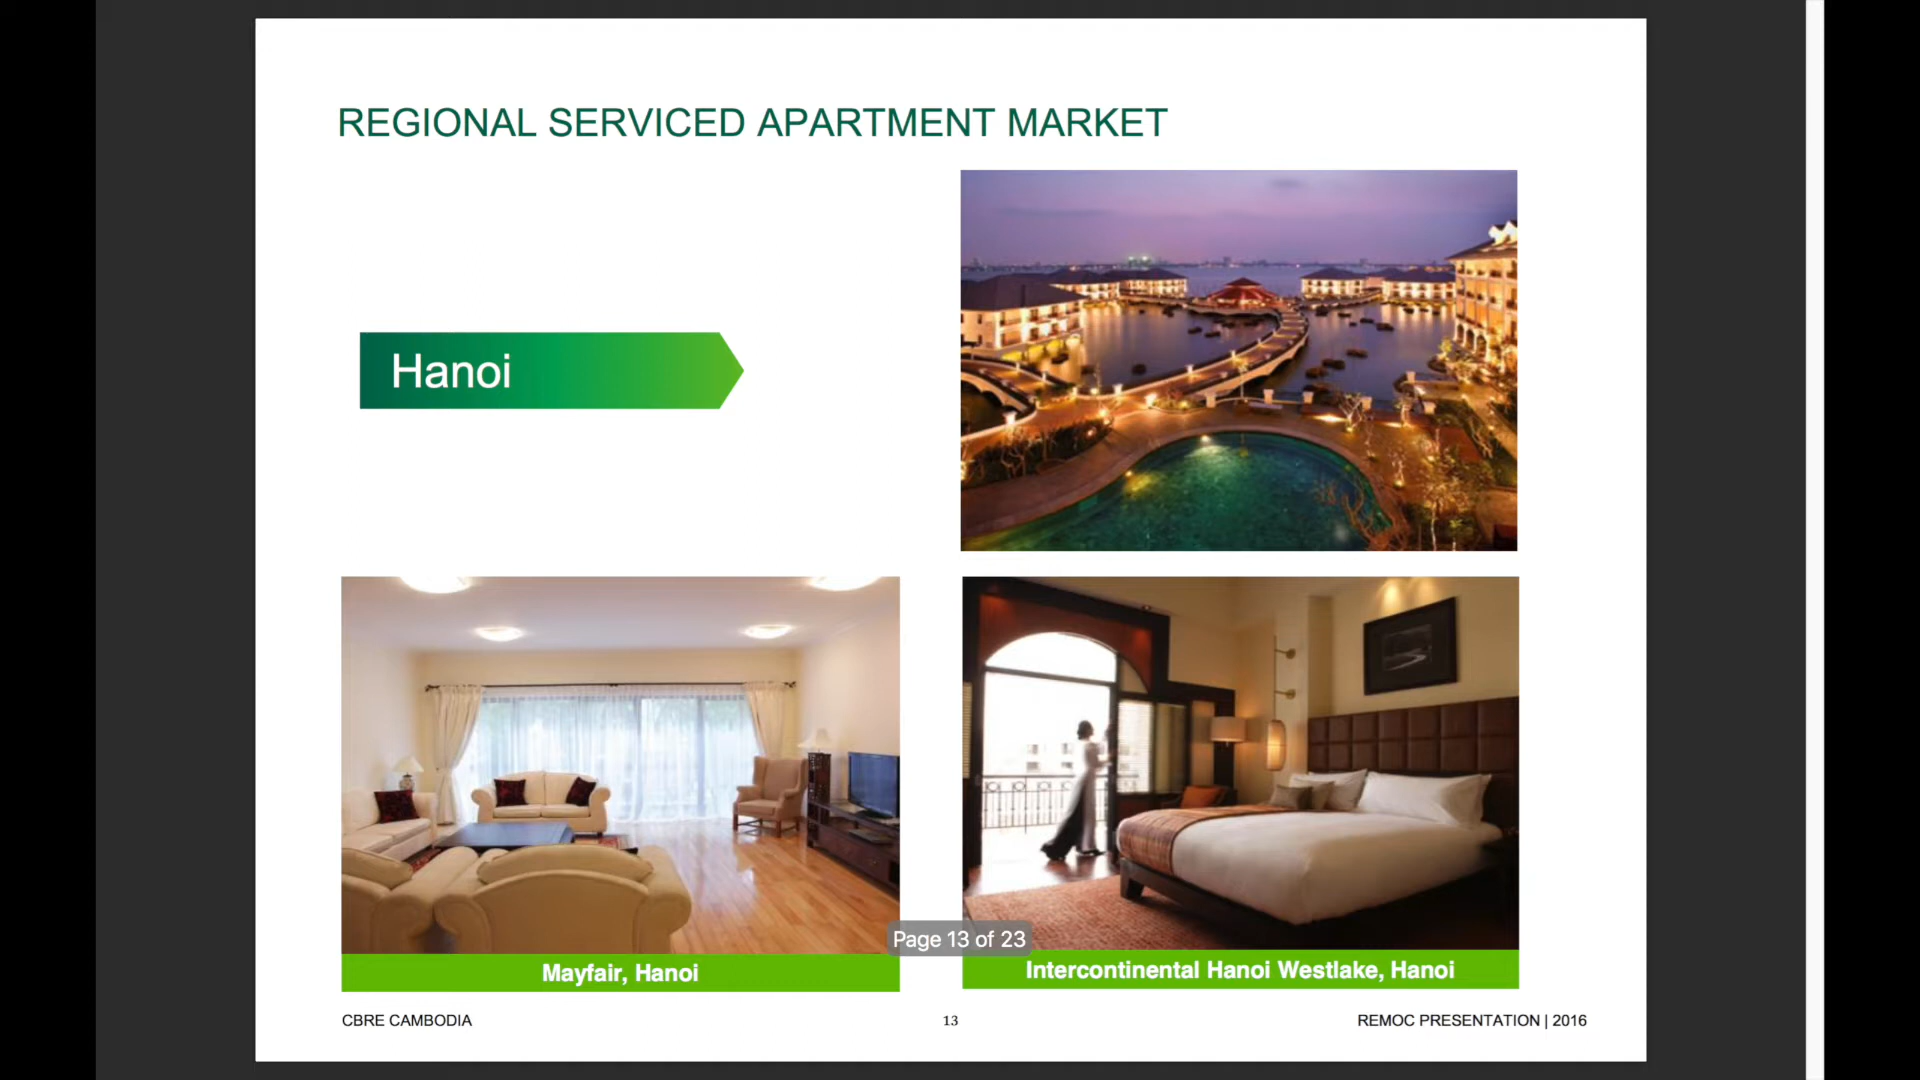 REGIONAL SERVICED APARTMENT MARKET
Hanoi
Page 13 of 23
Mayfair, Hanoi
Intercontinental Hanoi Westlake, Hanoi
CBRE CAMBODIA
13
REMOC PRESENTATION | 2016